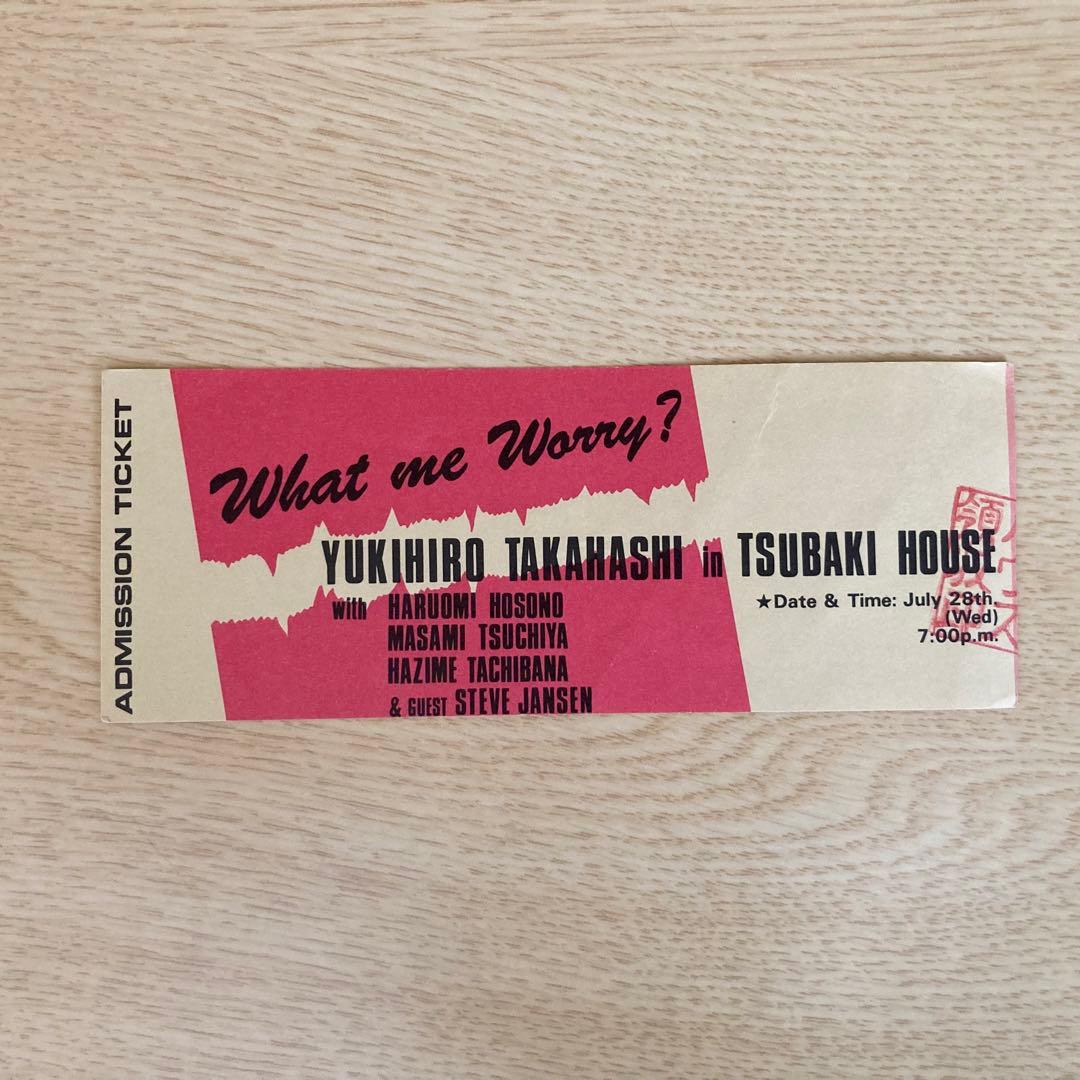 ADMISSION TICKET
What me Worry?
YUKIHIRO TAKAHASHI in TSUBAKI HOUSE
with HARUOMI HOSONO
MASAMI TSUCHIYA
HAZIME TACHIBANA
& GUEST STEVE JANSEN
★Date & Time: July 28th.
(Wed)
7:00p.m.